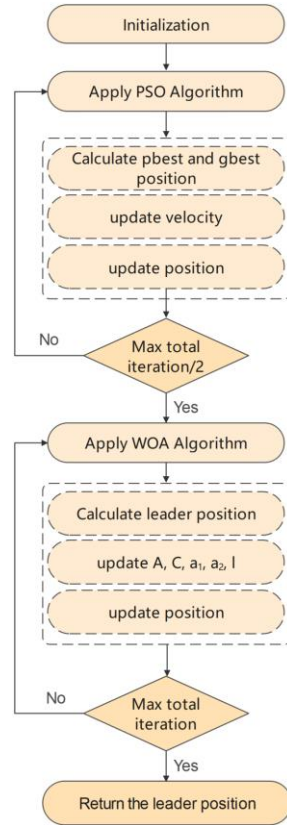 Initialization
Apply PSO Algorithm
Calculate pbest and gbest
position
update velocity
update position
No
Max total
iteration/2
Yes
Apply WOA Algorithm
Calculate leader position
update A, C, a₁, a₂, l
update position
No
Max total
iteration
Yes
Return the leader position